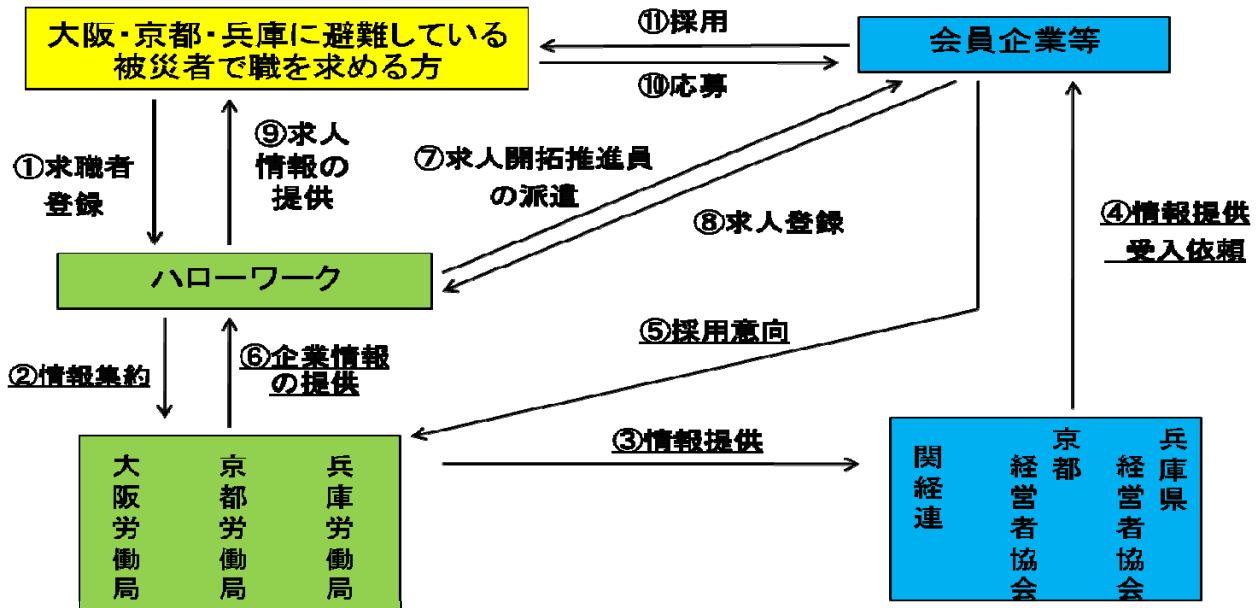 大阪・京都・兵庫に避難している
被災者で職を求める方
⑪採用
会員企業等
⑩応募
①求職者
登録
⑨求人
情報の
提供
⑦求人開拓推進員
の派遣
⑧求人登録
④情報提供
受入依頼
ハローワーク
⑤採用意向
②情報集約
⑥企業情報
の提供
③情報提供
大阪労働局
京都労働局
兵庫労働局
関経連
京都
経営者協会
兵庫県
経営者協会